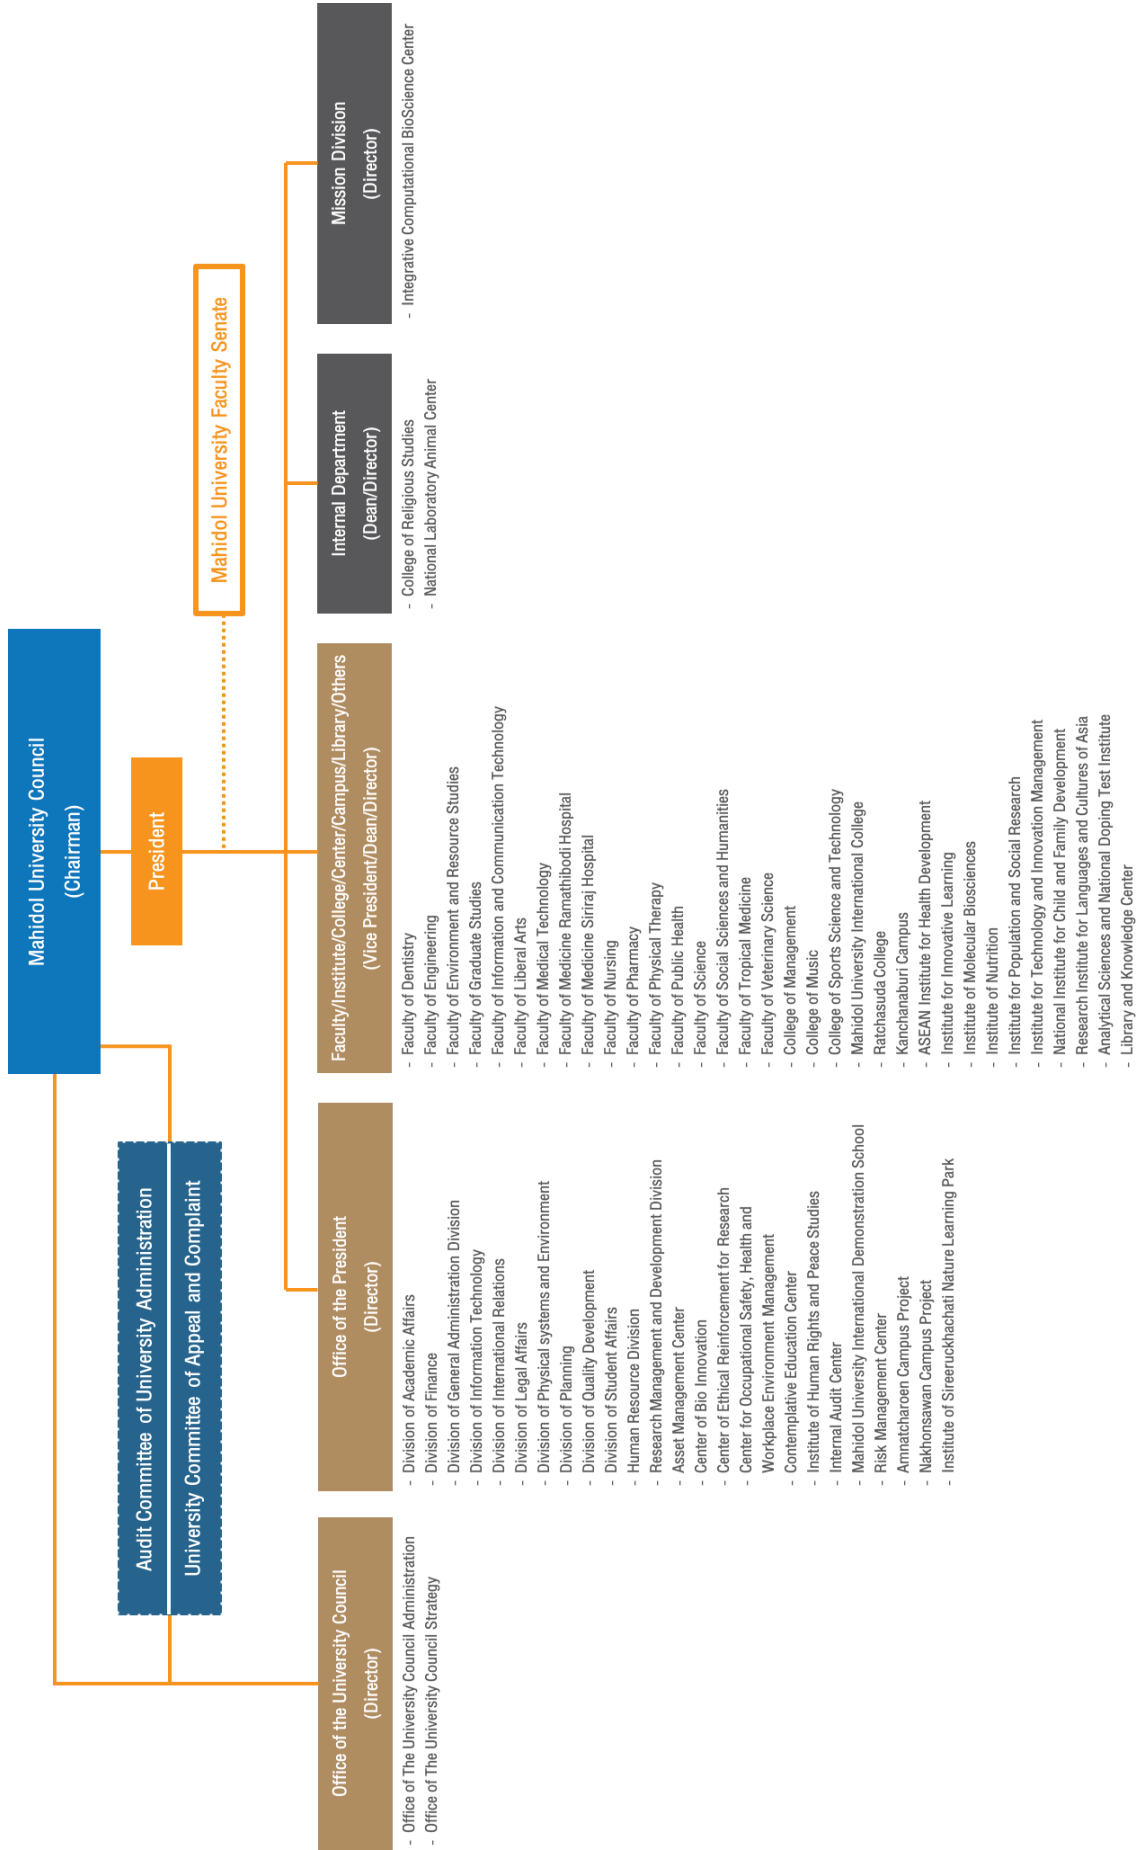 Mahidol University Council
(Chairman)
President
Mahidol University Faculty Senate
Audit Committee of University Administration
University Committee of Appeal and Complaint
Office of the University Council
(Director)
- Office of The University Council Administration
- Office of The University Council Strategy
Office of the President
(Director)
- Division of Academic Affairs
- Division of Finance
- Division of General Administration Division
- Division of Information Technology
- Division of International Relations
- Division of Legal Affairs
- Division of Physical systems and Environment
- Division of Planning
- Division of Quality Development
- Division of Student Affairs
- Human Resource Division
- Research Management and Development Division
- Asset Management Center
- Center of Bio Innovation
- Center of Ethical Reinforcement for Research
- Center for Occupational Safety, Health and
Workplace Environment Management
- Contemplative Education Center
- Institute of Human Rights and Peace Studies
- Internal Audit Center
- Mahidol University International Demonstration School
- Risk Management Center
- Amnatcharoen Campus Project
- Nakhonsawan Campus Project
- Institute of Sireeruckhachati Nature Learning Park
Faculty/Institute/College/Center/Campus/Library/Others
(Vice President/Dean/Director)
- Faculty of Dentistry
- Faculty of Engineering
- Faculty of Environment and Resource Studies
- Faculty of Graduate Studies
- Faculty of Information and Communication Technology
- Faculty of Liberal Arts
- Faculty of Medical Technology
- Faculty of Medicine Ramathibodi Hospital
- Faculty of Medicine Siriraj Hospital
- Faculty of Nursing
- Faculty of Pharmacy
- Faculty of Physical Therapy
- Faculty of Public Health
- Faculty of Science
- Faculty of Social Sciences and Humanities
- Faculty of Tropical Medicine
- Faculty of Veterinary Science
- College of Management
- College of Music
- College of Sports Science and Technology
- Mahidol University International College
- Ratchasuda College
- Kanchanaburi Campus
- ASEAN Institute for Health Development
- Institute for Innovative Learning
- Institute of Molecular Biosciences
- Institute of Nutrition
- Institute for Population and Social Research
- Institute for Technology and Innovation Management
- National Institute for Child and Family Development
- Research Institute for Languages and Cultures of Asia
- Analytical Sciences and National Doping Test Institute
- Library and Knowledge Center
Internal Department
(Dean/Director)
- College of Religious Studies
- National Laboratory Animal Center
Mission Division
(Director)
- Integrative Computational BioScience Center